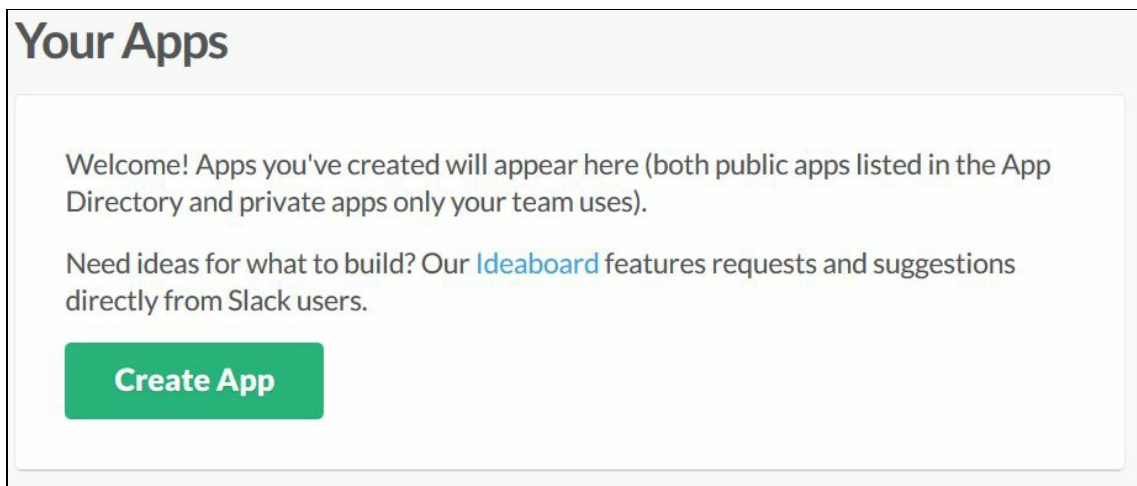 Your Apps
Welcome! Apps you've created will appear here (both public apps listed in the App
Directory and private apps only your team uses).
Need ideas for what to build? Our Ideaboard features requests and suggestions
directly from Slack users.
Create App